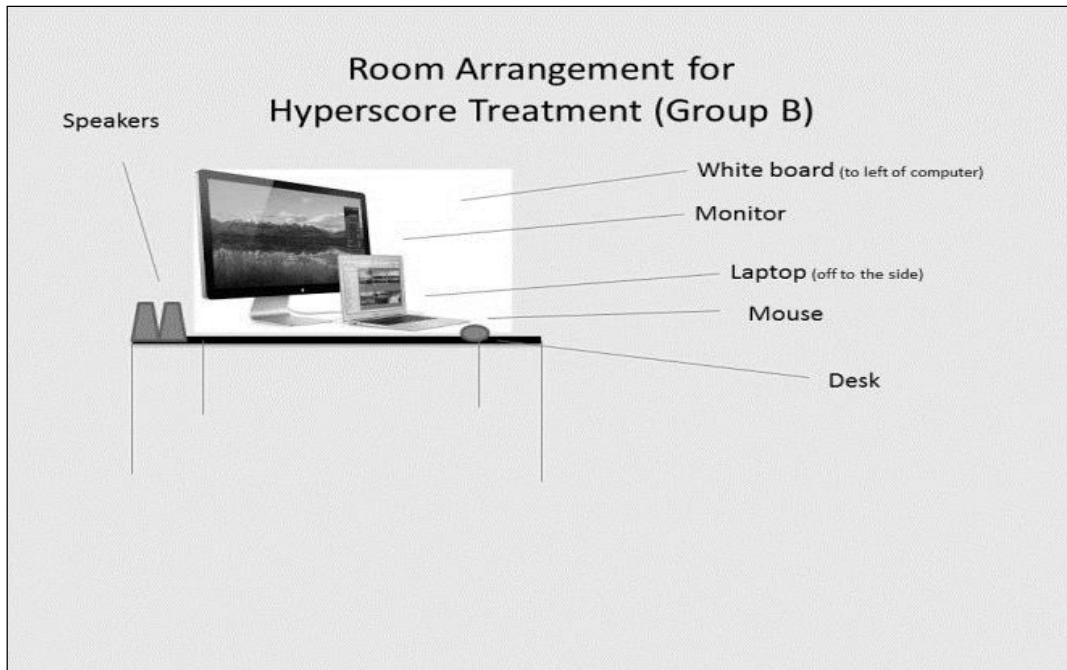 Room Arrangement for
Hyperscore Treatment (Group B)
Speakers
White board (to left of computer)
Monitor
Laptop (off to the side)
Mouse
Desk